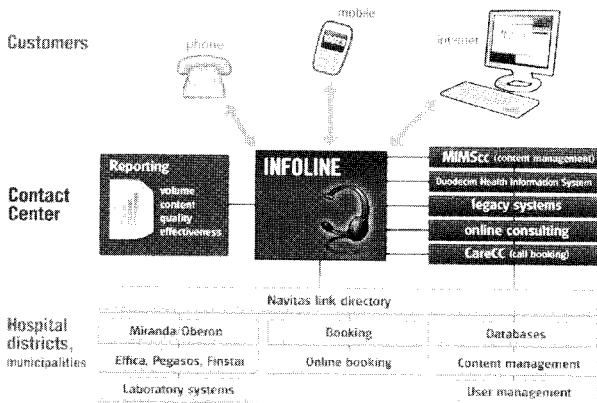 Customers
phone
mobile
internet
Contact
Center
Reporting
volume
content
quality
effectiveness
INFOLINE
MIMScc (content management)
Duodecim Health Information System
legacy systems
online consulting
CareCC (call booking)
Hospital
districts,
municipalities
Navitas link directory
Miranda/Oberon
Booking
Databases
Effica, Pegasos, Finstar
Online booking
Content management
Laboratory systems
User management